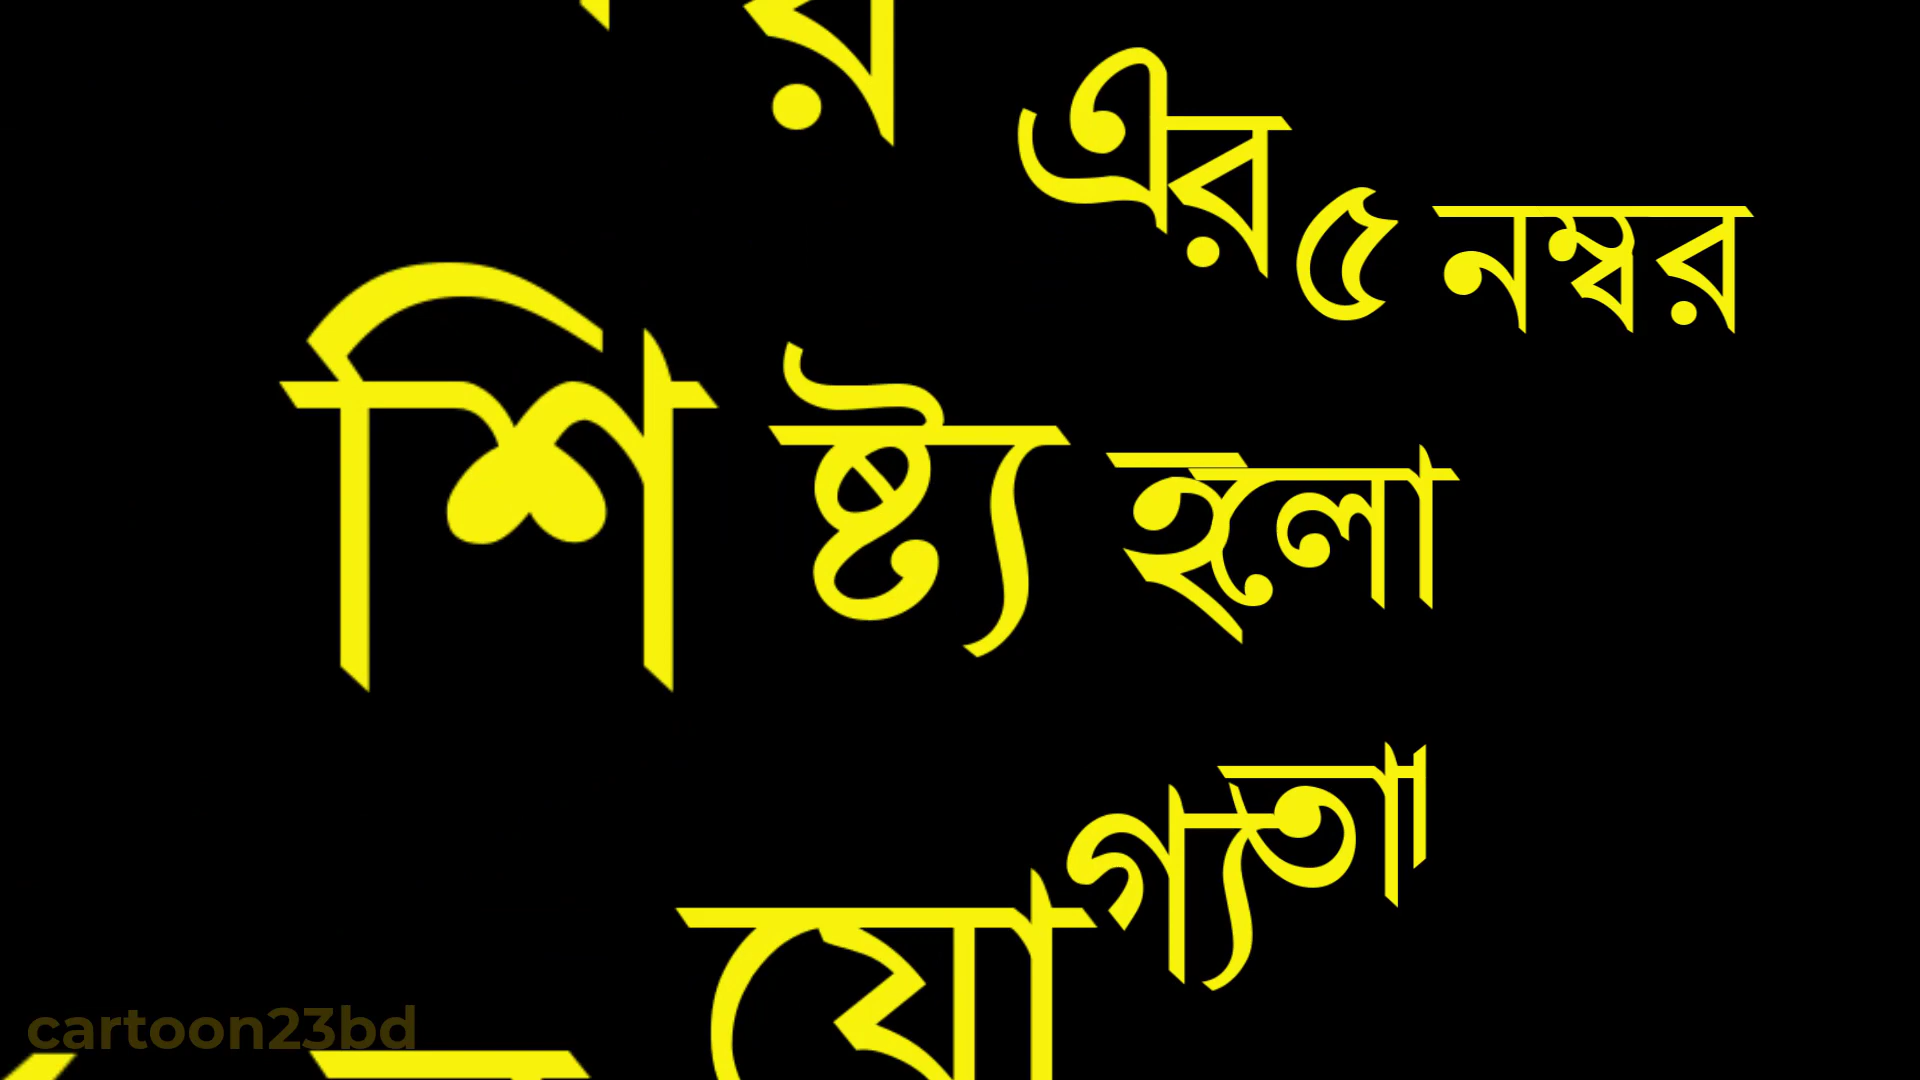 র এর ৫ নম্বর
শিষ্ট্য হলো
যোগ্যতা।
cartoon23bd